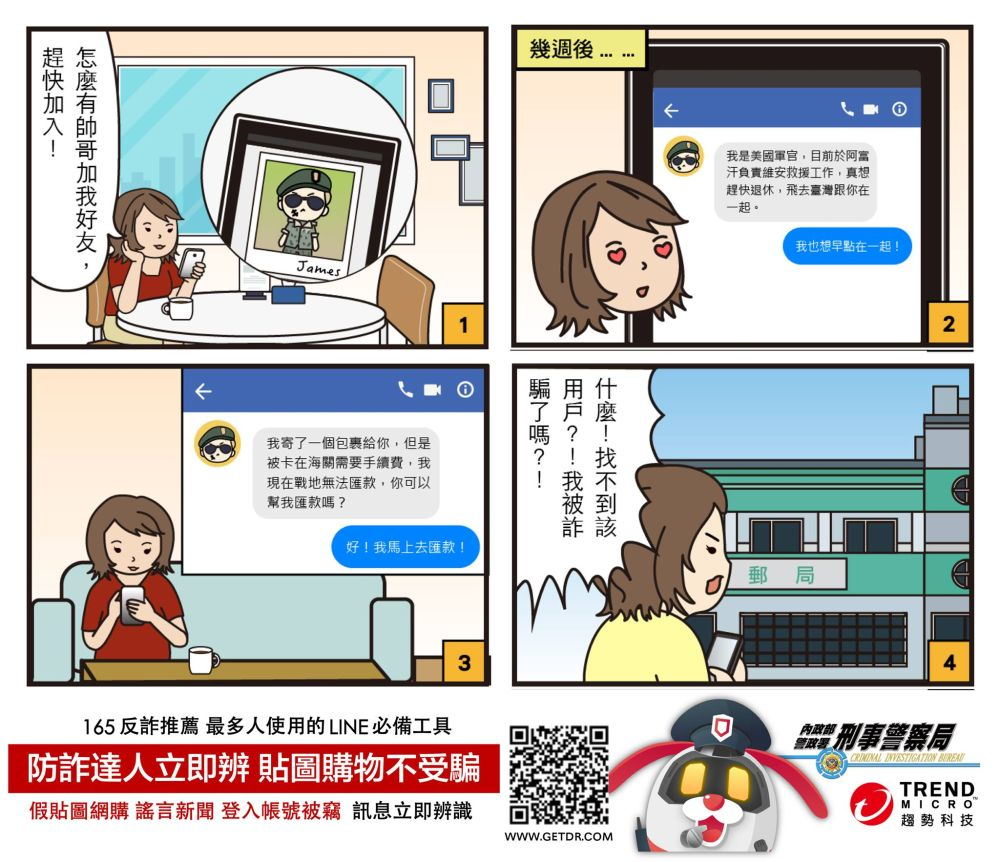 怎麼有帥哥加我好友，
趕快加入！
James
1
幾週後……
我是美國軍官，目前於阿富
汗負責維安救援工作，真想
趕快退休，飛去臺灣跟你在
一起。
我也想早點在一起！
2
我寄了一個包裹給你，但是
被卡在海關需要手續費，我
現在戰地無法匯款，你可以
幫我匯款嗎？
好！我馬上去匯款！
3
什麼！找不到該
用戶？！我被詐
騙了嗎？！
郵局
4
165 反詐推薦 最多人使用的 LINE 必備工具
防詐達人立即辨 貼圖購物不受騙
假貼圖網購 謠言新聞 登入帳號被竊 訊息立即辨識
WWW.GETDR.COM
內政部
警政署
刑事警察局
CRIMINAL INVESTIGATION BUREAU
TREND
MICRO™
趨勢科技